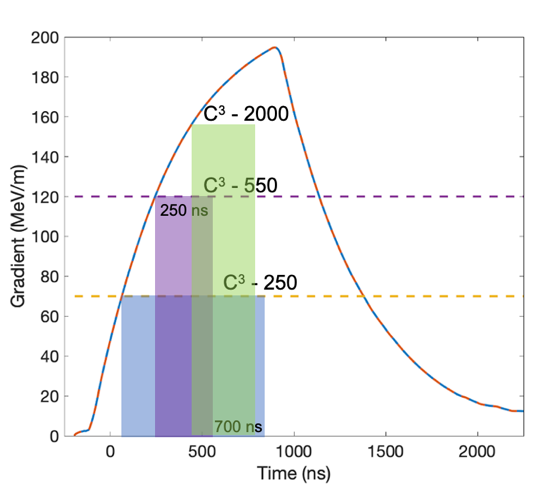 200
180
160
140
120
100
80
60
40
20
0
Gradient (MeV/m)
C³ - 2000
C³ - 550
250 ns
C³ - 250
700 ns
0 500 1000 1500 2000
Time (ns)